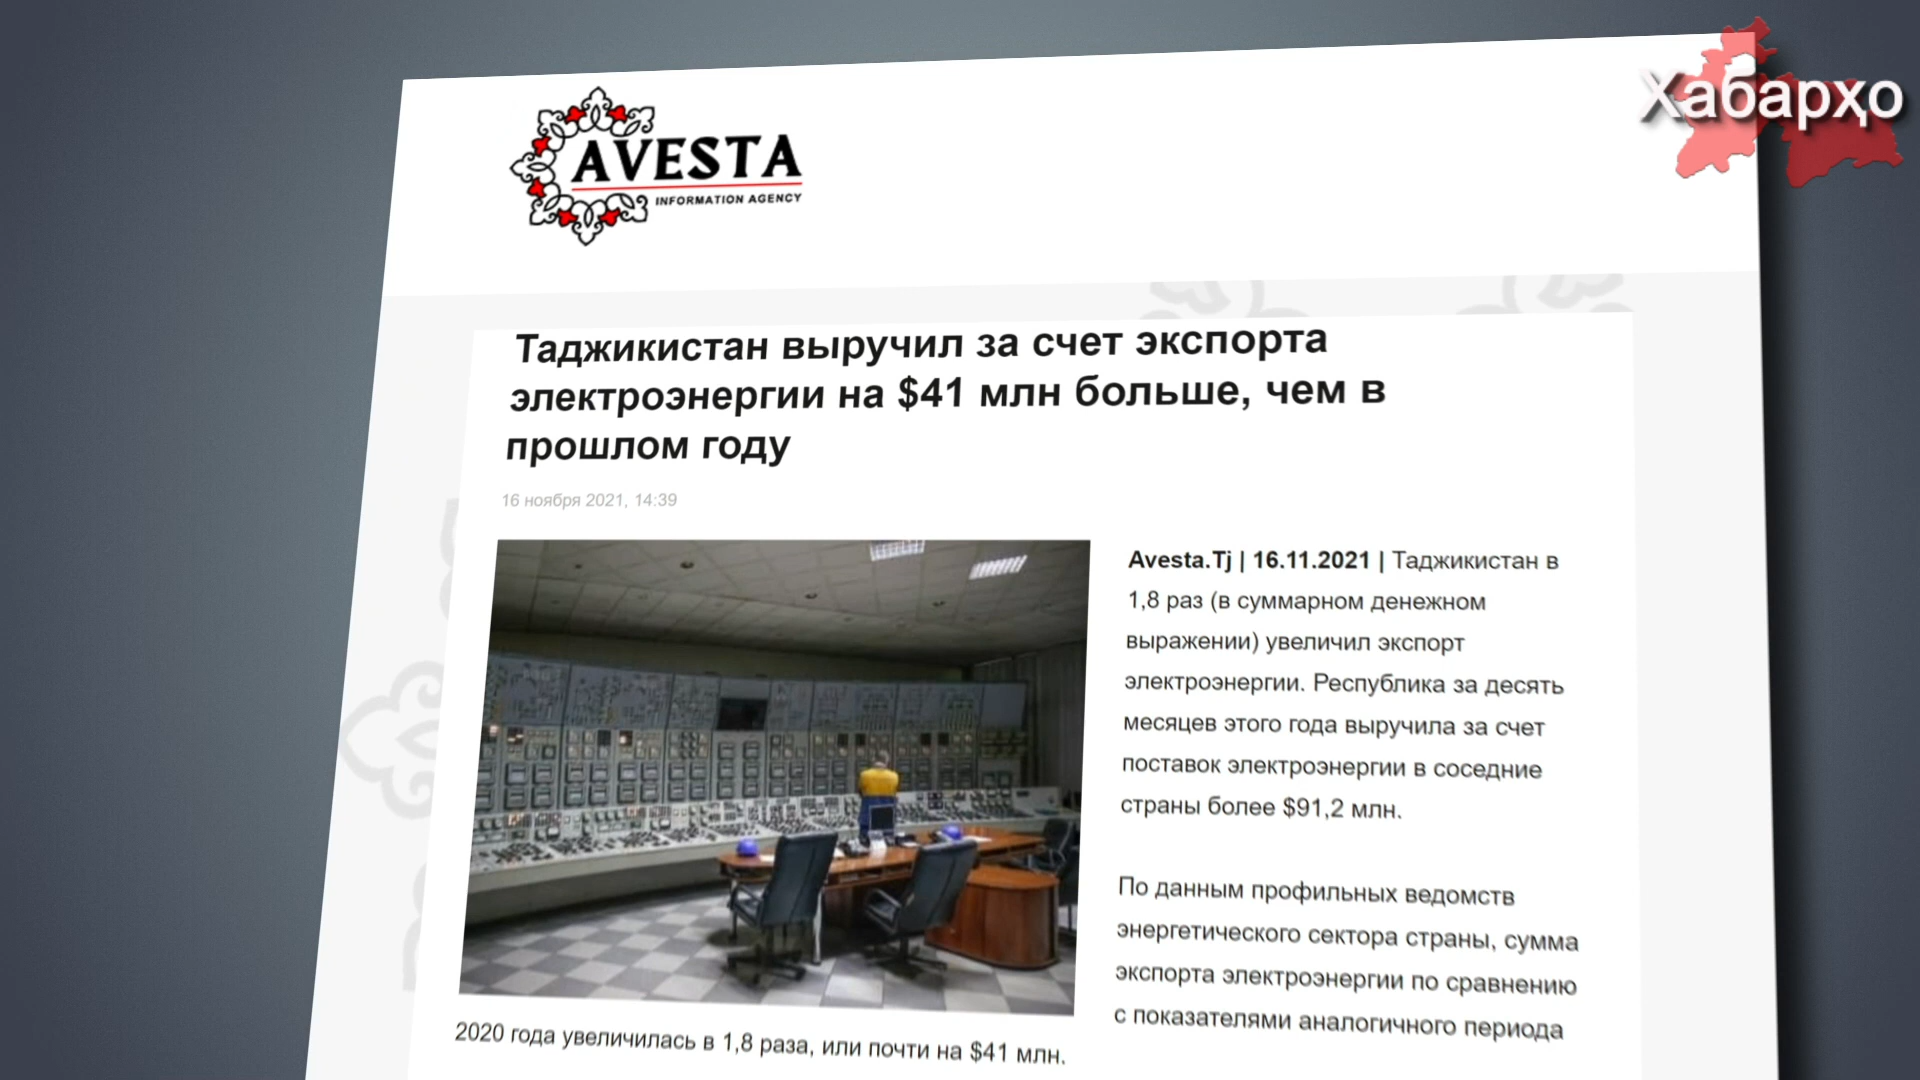 Хабарҳо
AVESTA
INFORMATION AGENCY
Таджикистан выручил за счет экспорта
электроэнергии на $41 млн больше, чем в
прошлом году
16 ноября 2021, 14:39
Avesta.Tj | 16.11.2021 | Таджикистан в
1,8 раз (в суммарном денежном
выражении) увеличил экспорт
электроэнергии. Республика за десять
месяцев этого года выручила за счет
поставок электроэнергии в соседние
страны более $91,2 млн.
По данным профильных ведомств
энергетического сектора страны, сумма
экспорта электроэнергии по сравнению
с показателями аналогичного периода
2020 года увеличилась в 1,8 раза, или почти на $41 млн.